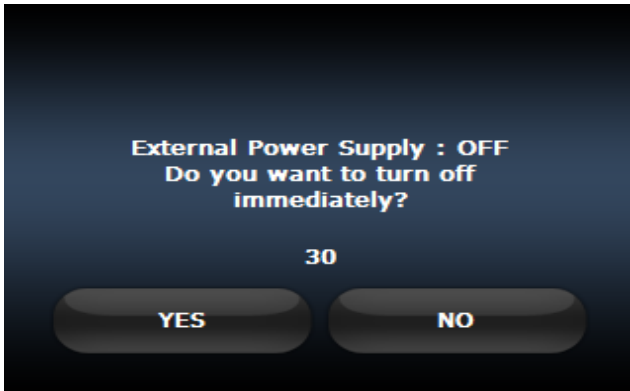 External Power Supply : OFF
Do you want to turn off
immediately?
30
YES
NO